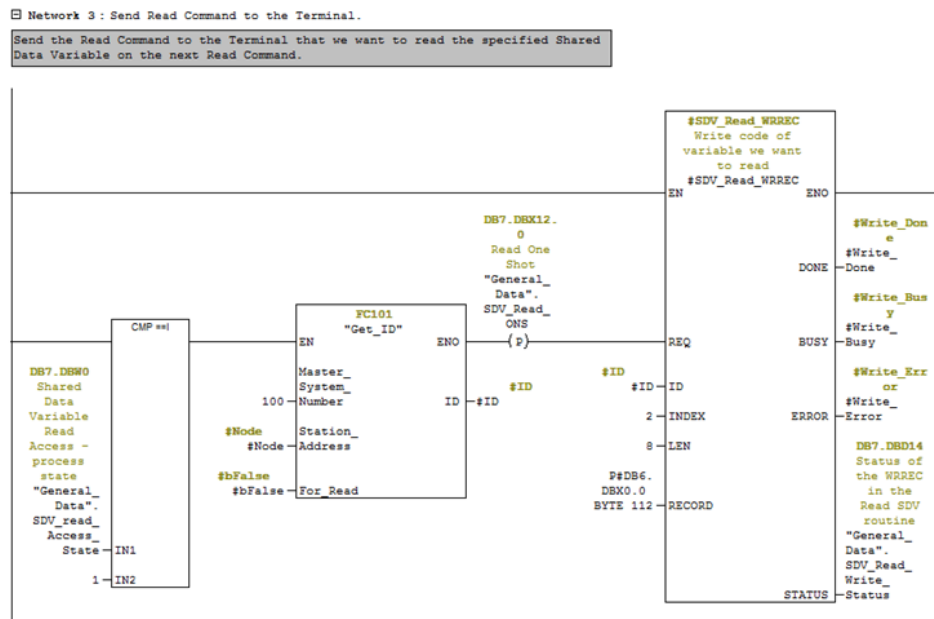 Network 3 : Send Read Command to the Terminal.
Send the Read Command to the Terminal that we want to read the specified Shared
Data Variable on the next Read Command.
#SDV_Read_WRREC
Write code of
variable we want
to read
#SDV_Read_WRREC
EN
ENO
DB7.DBX12.
0
Read One
Shot
"General_
Data".
SDV_Read_
ONS
(P)
#Write_Don
e
#Write_
DONE
Done
CMP ==I
FC101
"Get_ID"
EN
ENO
#Write_Bus
y
#Write_
REQ
BUSY
Busy
DB7.DBW0
Shared
Data
Variable
Read
Access -
process
state
"General_
Data".
SDV_read_
Access_
State
IN1
1
IN2
Master_
System_
100
Number
#ID
ID
#ID
#Node
Station_
#Node
Address
#bFalse
#bFalse
For_Read
#ID
#ID
ID
2
INDEX
8
LEN
P#DB6.
DBX0.0
BYTE 112
RECORD
#Write_Err
or
#Write_
ERROR
Error
DB7.DBD14
Status of
the WRREC
in the
Read SDV
routine
"General_
Data".
SDV_Read_
Write_
STATUS
Status